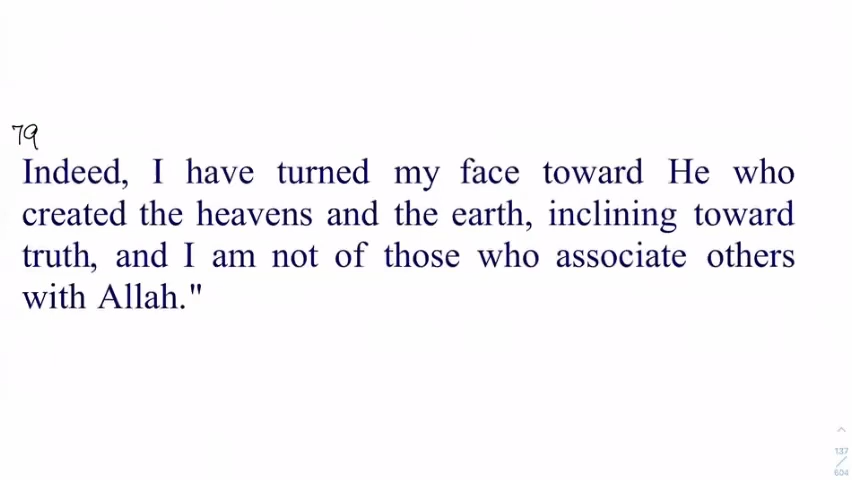 79
Indeed, I have turned my face toward He who
created the heavens and the earth, inclining toward
truth, and I am not of those who associate others
with Allah."
137
/
604